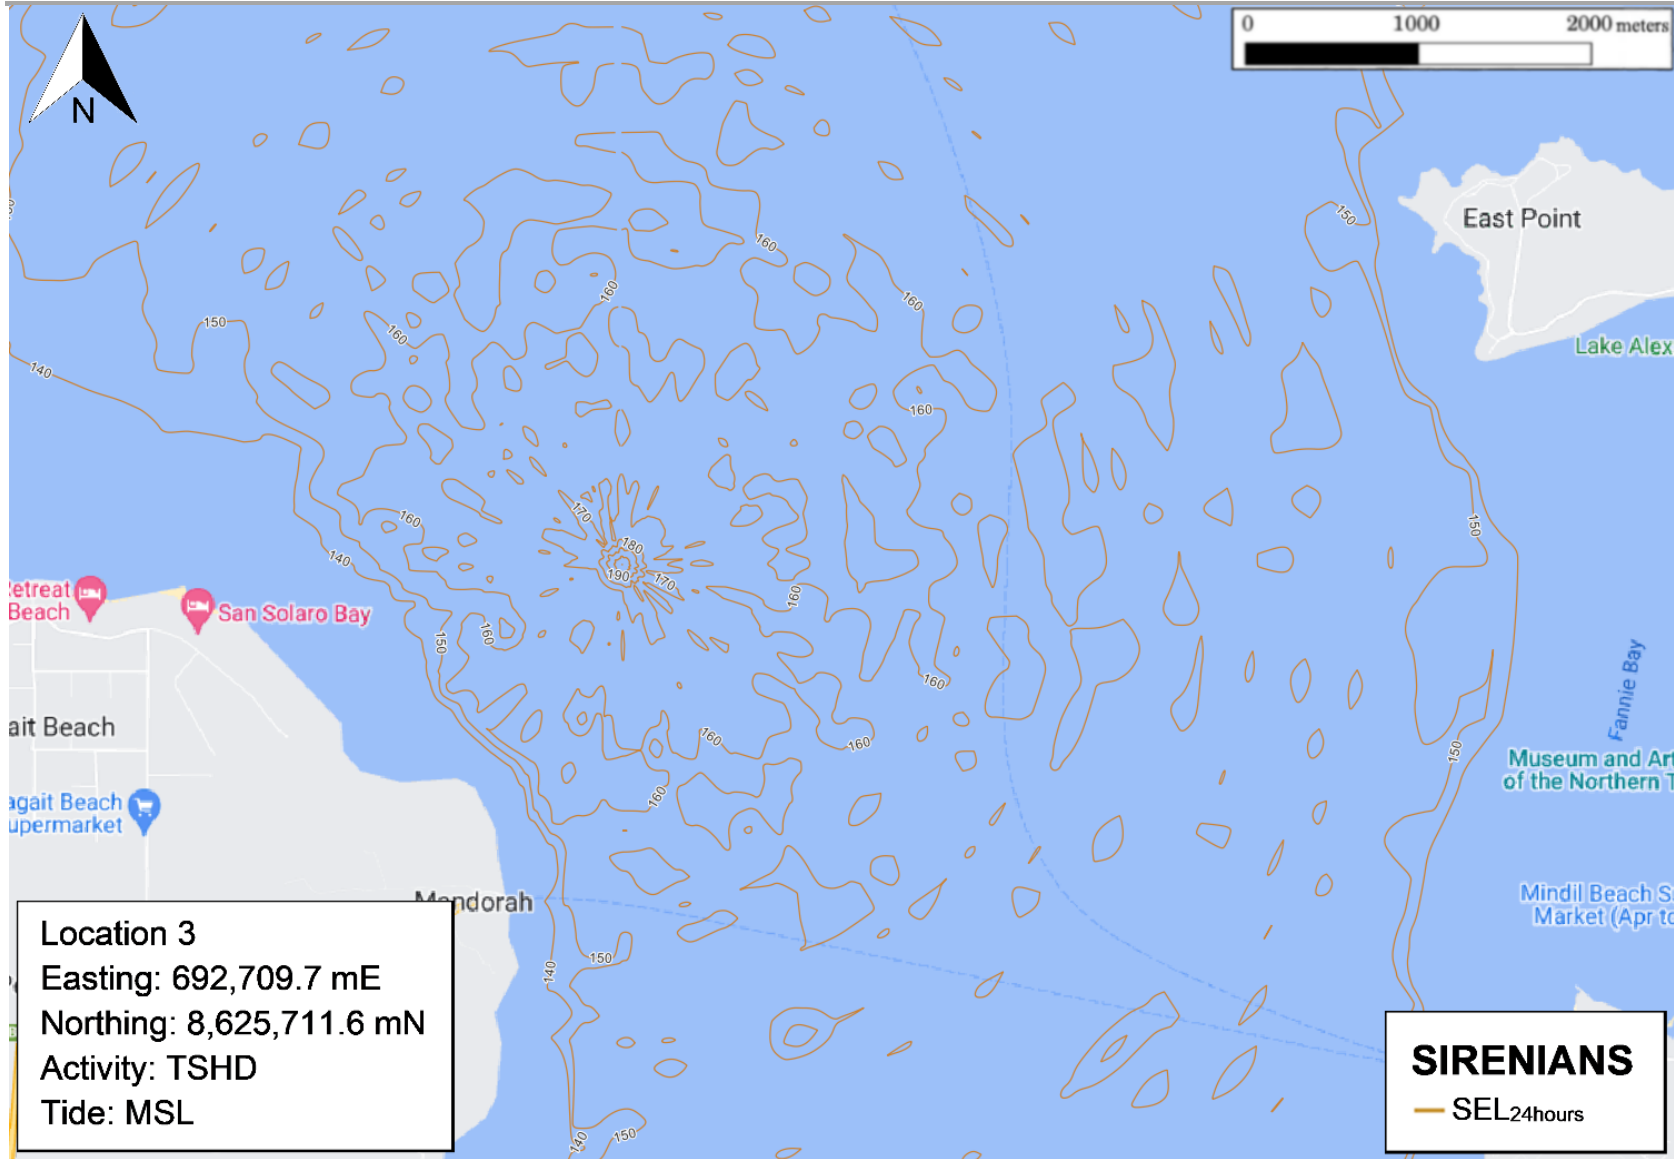 N
0 1000 2000 meters
160
150
East Point
160
160
160
150
160
Lake Alex
140
160
170
160
150
180
140
190
170
160
etreat
Beach
San Solaro Bay
150
160
160
Fannie Bay
ait Beach
160
160
150
Museum and Art
of the Northern T
agait Beach
upermarket
160
Mindil Beach S
Market (Apr to
Mandorah
150
140
Location 3
Easting: 692,709.7 mE
Northing: 8,625,711.6 mN
Activity: TSHD
Tide: MSL
SIRENIANS
SEL24hours
150
140